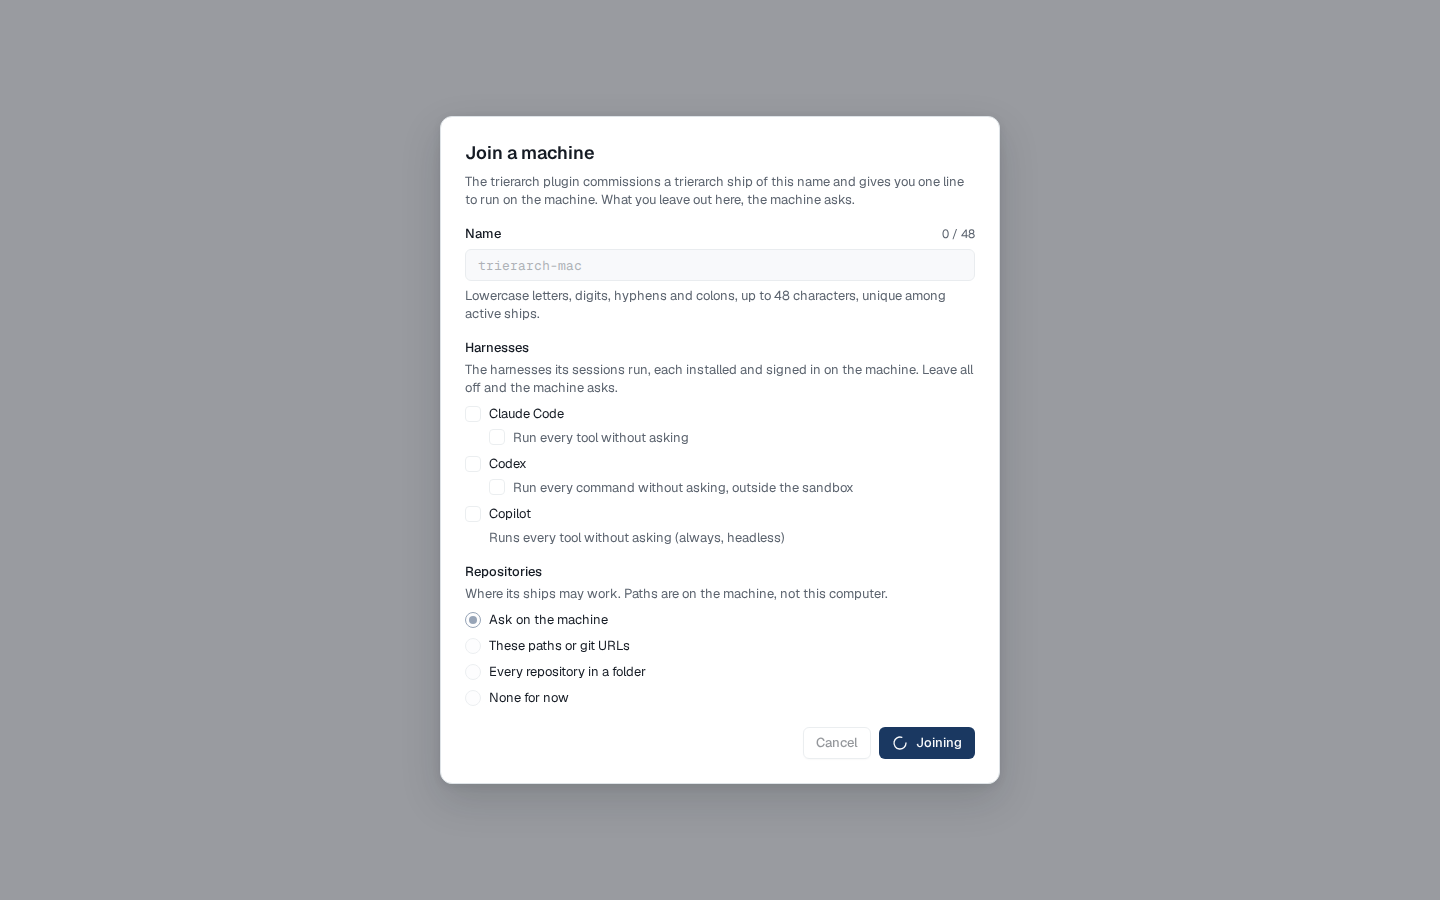 Join a machine
The trierarch plugin commissions a trierarch ship of this name and gives you one line
to run on the machine. What you leave out here, the machine asks.
Name
0 / 48
trierarch-mac
Lowercase letters, digits, hyphens and colons, up to 48 characters, unique among
active ships.
Harnesses
The harnesses its sessions run, each installed and signed in on the machine. Leave all
off and the machine asks.
Claude Code
Run every tool without asking
Codex
Run every command without asking, outside the sandbox
Copilot
Runs every tool without asking (always, headless)
Repositories
Where its ships may work. Paths are on the machine, not this computer.
Ask on the machine
These paths or git URLs
Every repository in a folder
None for now
Cancel
Joining